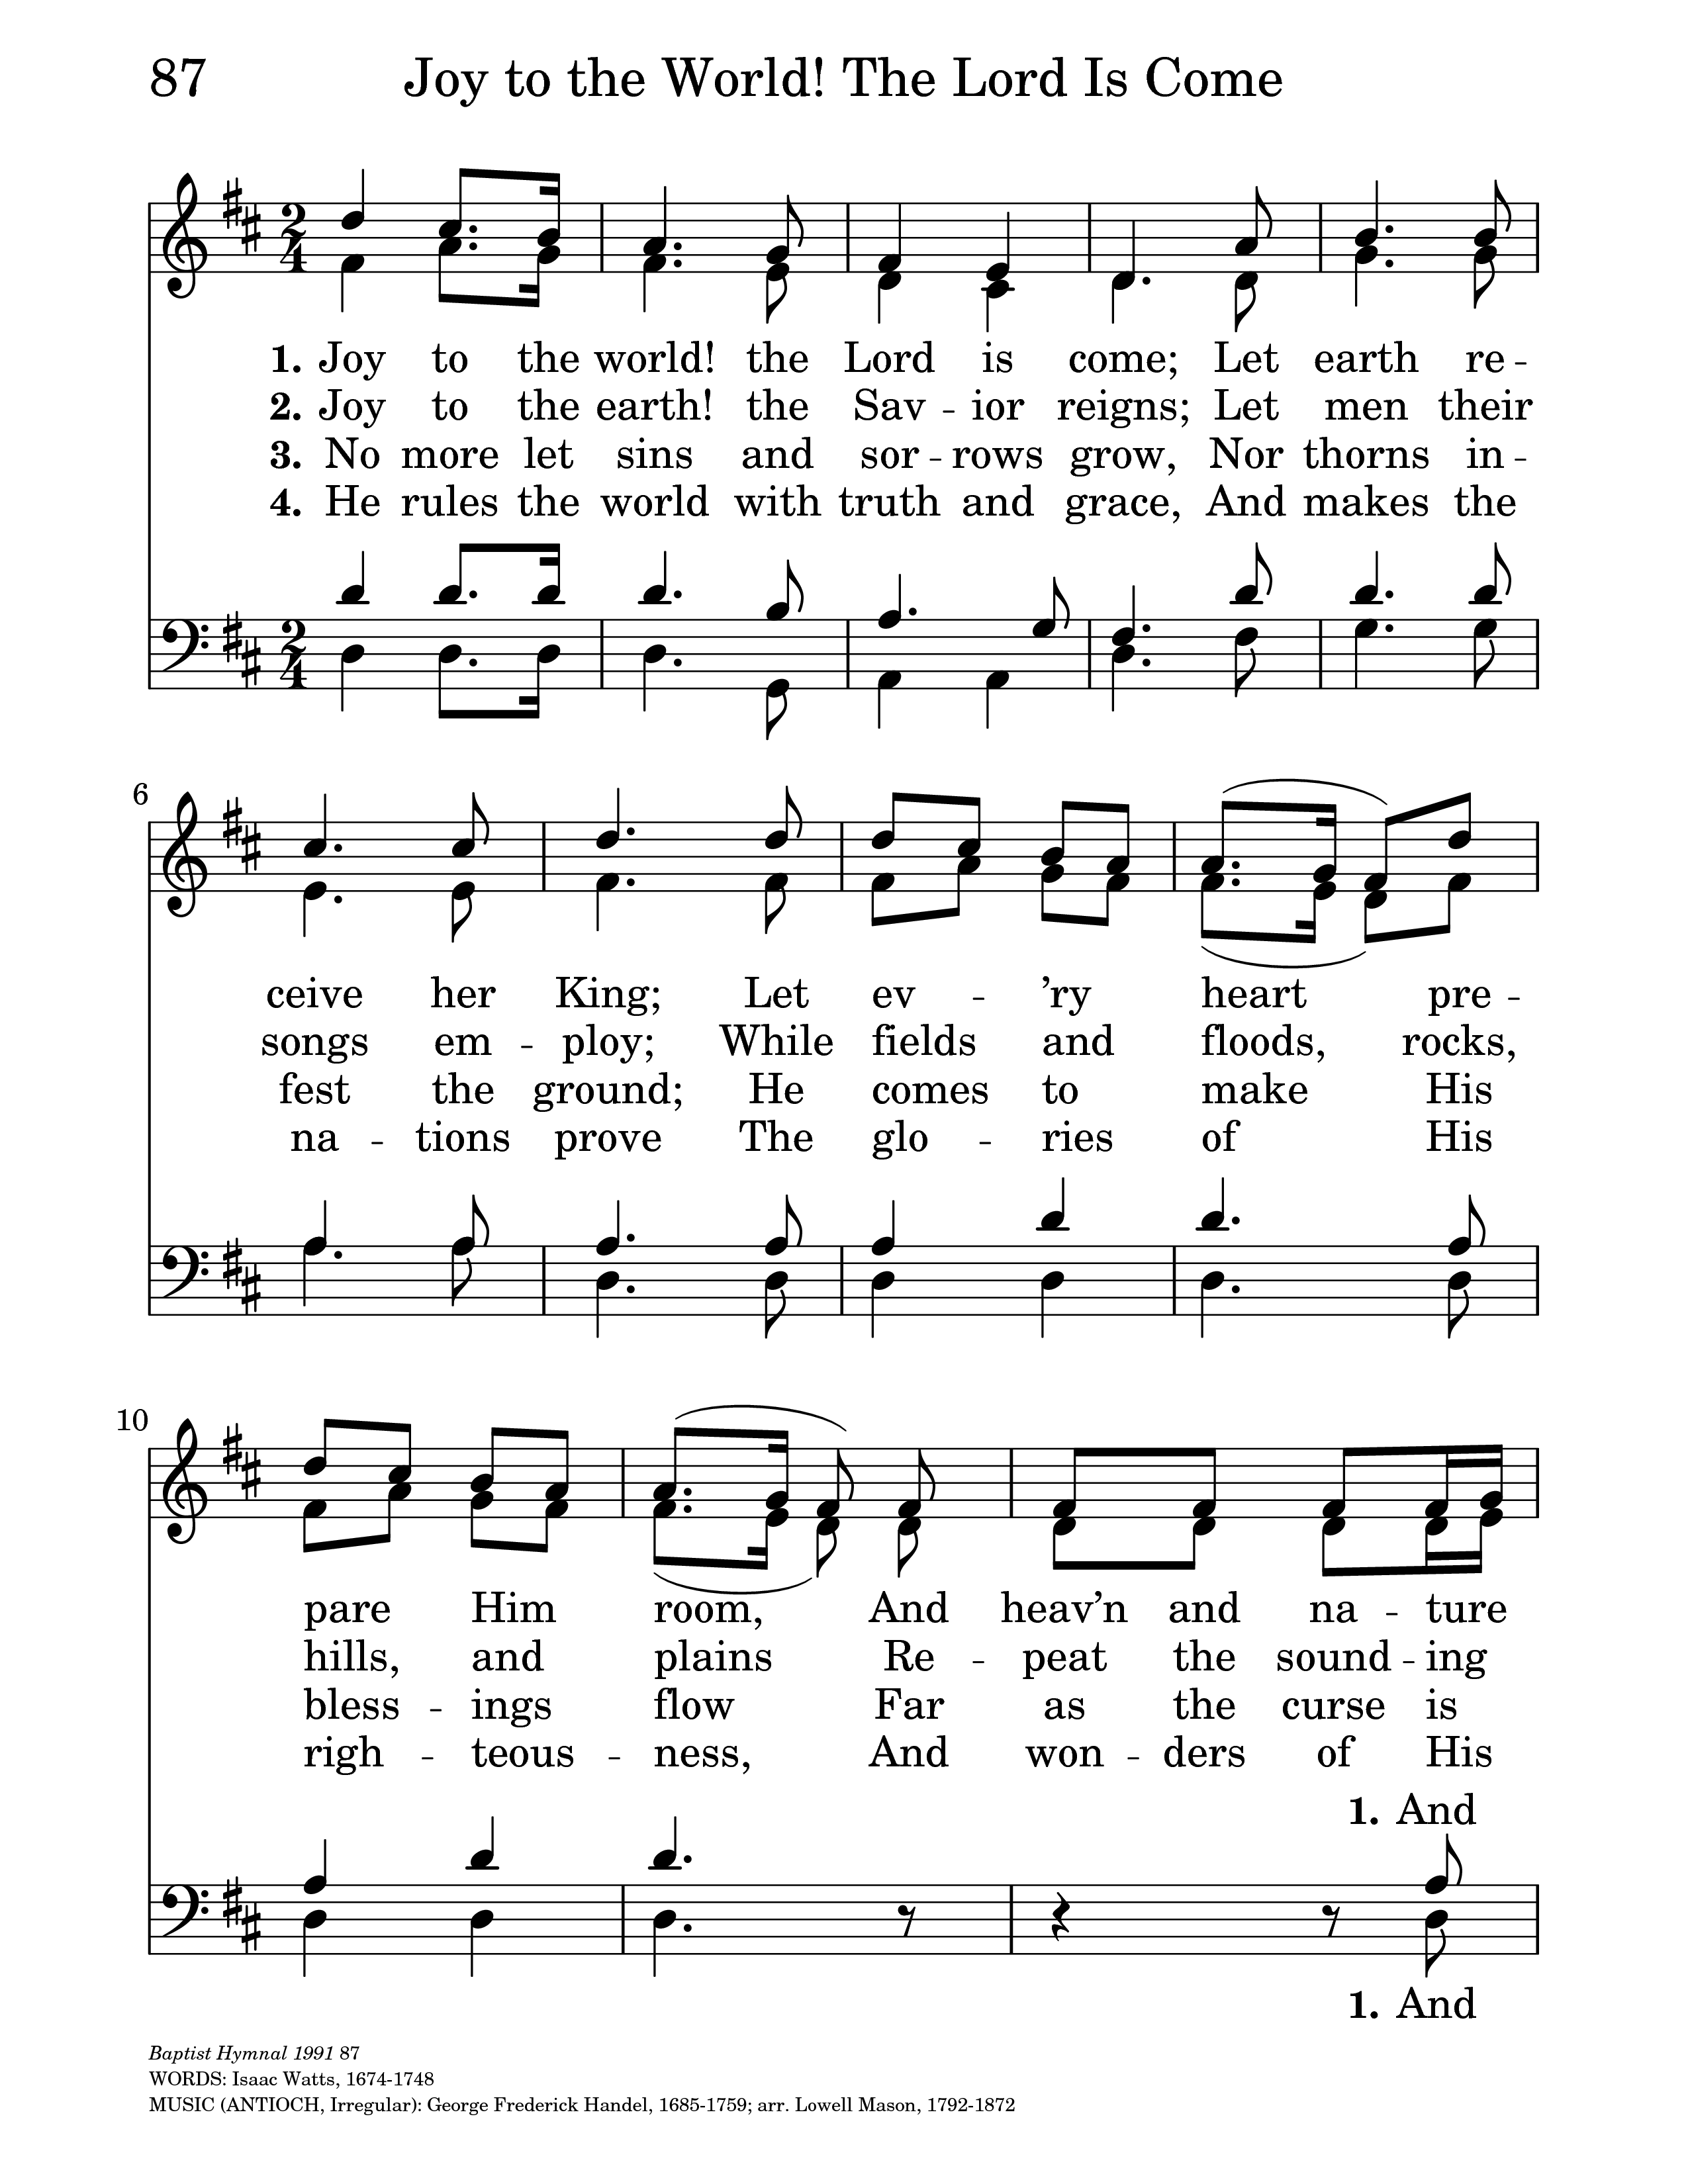 87 Joy to the World! The Lord Is Come
1. Joy to the world! the Lord is come; Let earth re –
2. Joy to the earth! the Sav – ior reigns; Let men their
3. No more let sins and sor – rows grow, Nor thorns in –
4. He rules the world with truth and grace, And makes the
6
ceive her King; Let ev – ’ry heart pre –
songs em – ploy; While fields and floods, rocks,
fest the ground; He comes to make His
na – tions prove The glo – ries of His
10
pare Him room, And heav’n and na – ture
hills, and plains Re – peat the sound – ing
bless – ings flow Far as the curse is
righ – teous – ness, And won – ders of His
1. And
1. And
Baptist Hymnal 1991 87
WORDS: Isaac Watts, 1674-1748
MUSIC (ANTIOCH, Irregular): George Frederick Handel, 1685-1759; arr. Lowell Mason, 1792-1872